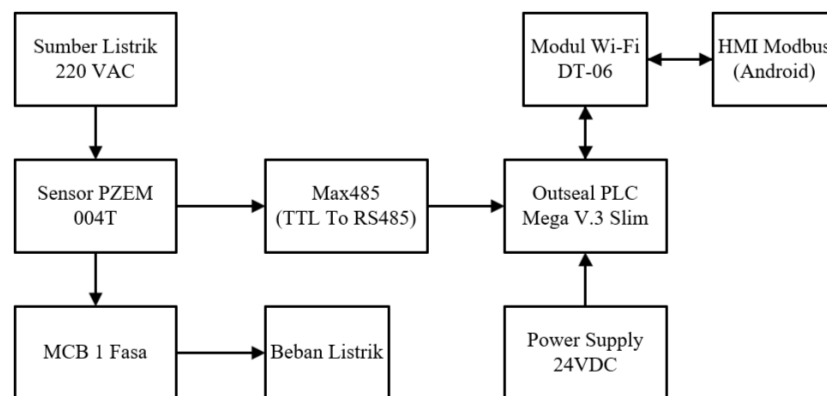 Sumber Listrik
220 VAC
Modul Wi-Fi
DT-06
HMI Modbus
(Android)
Sensor PZEM
004T
Max485
(TTL To RS485)
Outseal PLC
Mega V.3 Slim
MCB 1 Fasa
Beban Listrik
Power Supply
24VDC